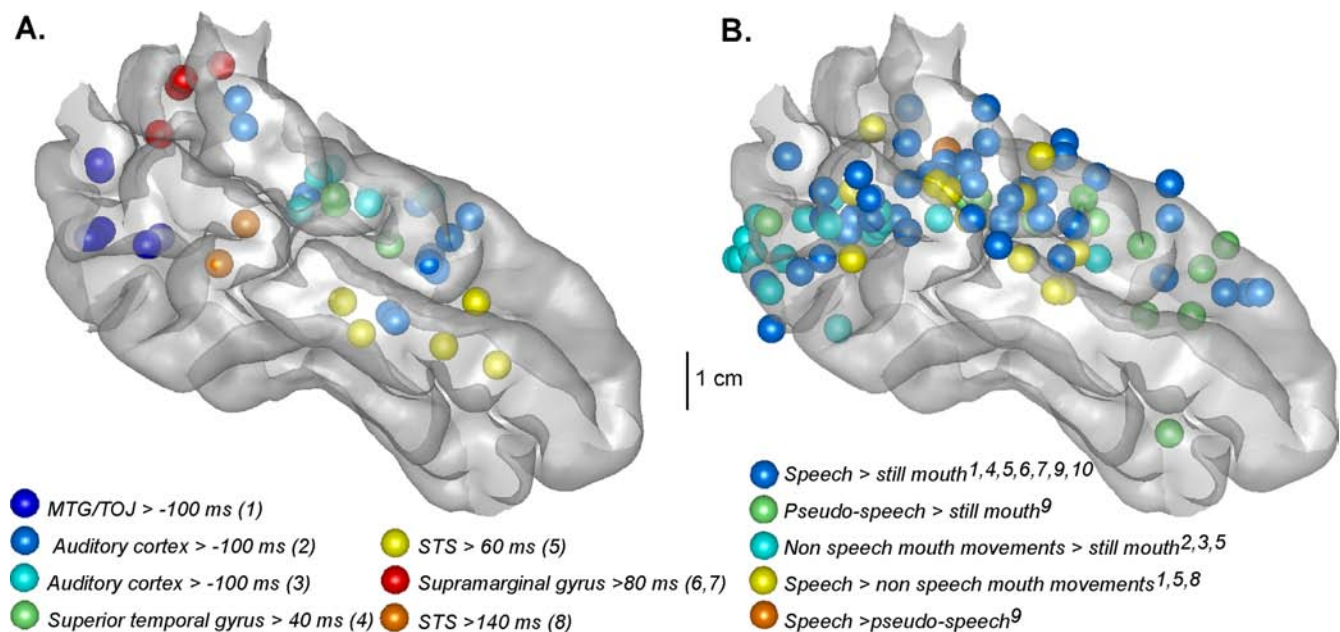 A.
B.
1 cm
MTG/TOJ > -100 ms (1)
Auditory cortex > -100 ms (2)
Auditory cortex > -100 ms (3)
Superior temporal gyrus > 40 ms (4)
STS > 60 ms (5)
Supramarginal gyrus >80 ms (6,7)
STS >140 ms (8)
Speech > still mouth1,4,5,6,7,9,10
Pseudo-speech > still mouth9
Non speech mouth movements > still mouth2,3,5
Speech > non speech mouth movements1,5,8
Speech >pseudo-speech9